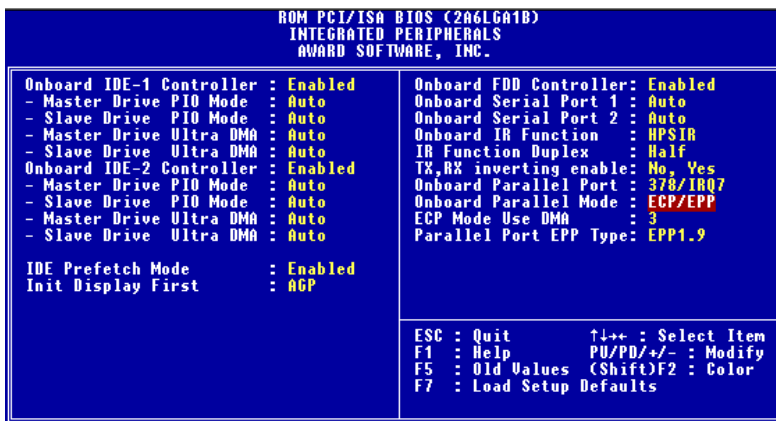 ROM PCI/ISA BIOS (2A6LGA1B)
INTEGRATED PERIPHERALS
AWARD SOFTWARE, INC.
Onboard IDE-1 Controller : Enabled
- Master Drive PIO Mode : Auto
- Slave Drive PIO Mode : Auto
- Master Drive Ultra DMA : Auto
- Slave Drive Ultra DMA : Auto
Onboard IDE-2 Controller : Enabled
- Master Drive PIO Mode : Auto
- Slave Drive PIO Mode : Auto
- Master Drive Ultra DMA : Auto
- Slave Drive Ultra DMA : Auto
IDE Prefetch Mode : Enabled
Init Display First : AGP
Onboard FDD Controller: Enabled
Onboard Serial Port 1 : Auto
Onboard Serial Port 2 : Auto
Onboard IR Function : HPSIR
IR Function Duplex : Half
TX,RX inverting enable: No, Yes
Onboard Parallel Port : 378/IRQ7
Onboard Parallel Mode : ECP/EPP
ECP Mode Use DMA : 3
Parallel Port EPP Type: EPP1.9
ESC : Quit ↑↓→← : Select Item
F1 : Help PU/PD/+/- : Modify
F5 : Old Values (Shift)F2 : Color
F7 : Load Setup Defaults